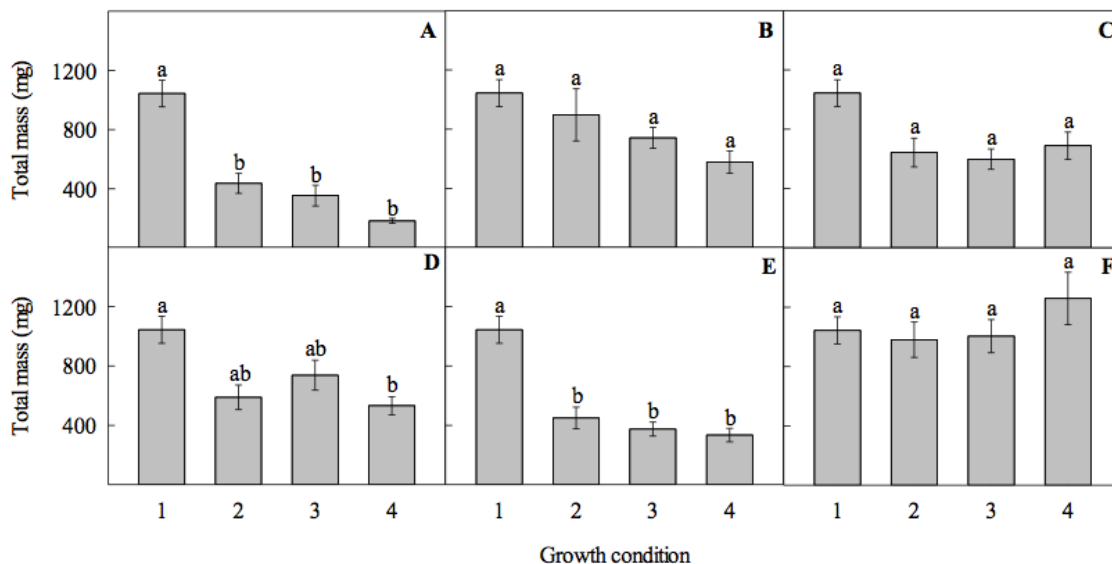 A B C
Total mass (mg)
1200
800
400
a b b b
a a a a
a a a a
D E F
Total mass (mg)
1200
800
400
a ab ab b
a b b b
a a a a
1 2 3 4 1 2 3 4 1 2 3 4
Growth condition